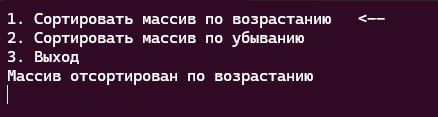 1. Сортировать массив по возрастанию   <--
2. Сортировать массив по убыванию
3. Выход
Массив отсортирован по возрастанию